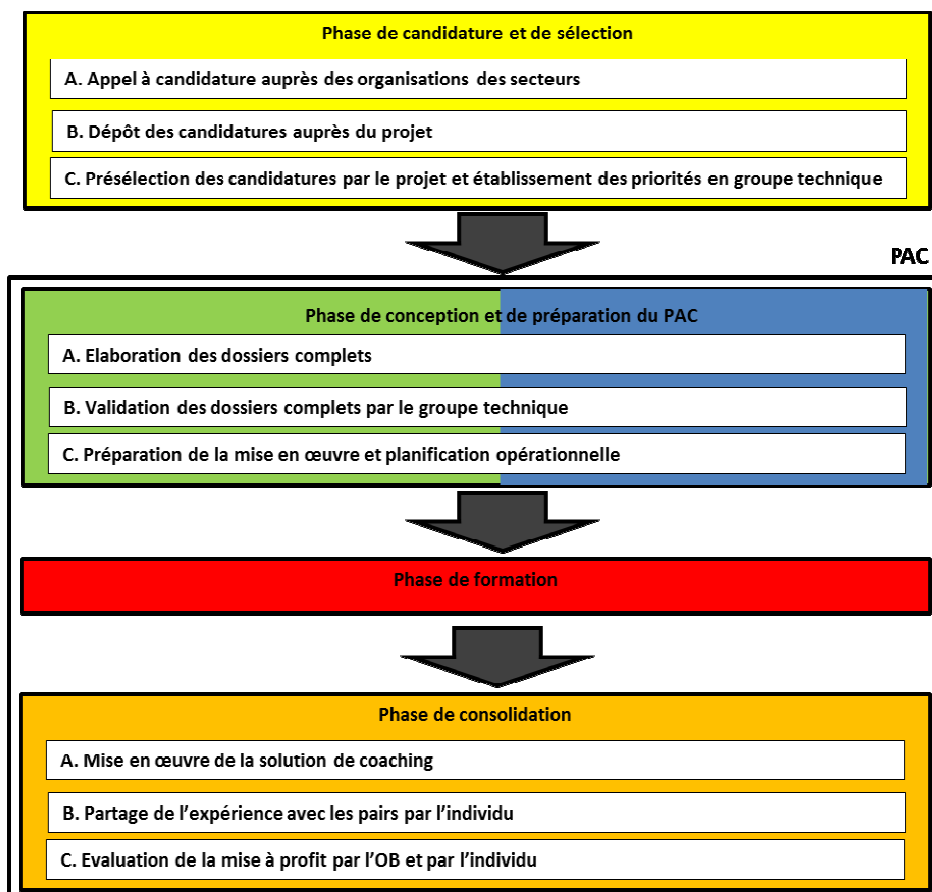 Phase de candidature et de sélection
A. Appel à candidature auprès des organisations des secteurs
B. Dépôt des candidatures auprès du projet
C. Présélection des candidatures par le projet et établissement des priorités en groupe technique
PAC
Phase de conception et de préparation du PAC
A. Elaboration des dossiers complets
B. Validation des dossiers complets par le groupe technique
C. Préparation de la mise en œuvre et planification opérationnelle
Phase de formation
Phase de consolidation
A. Mise en œuvre de la solution de coaching
B. Partage de l’expérience avec les pairs par l’individu
C. Evaluation de la mise à profit par l’OB et par l’individu